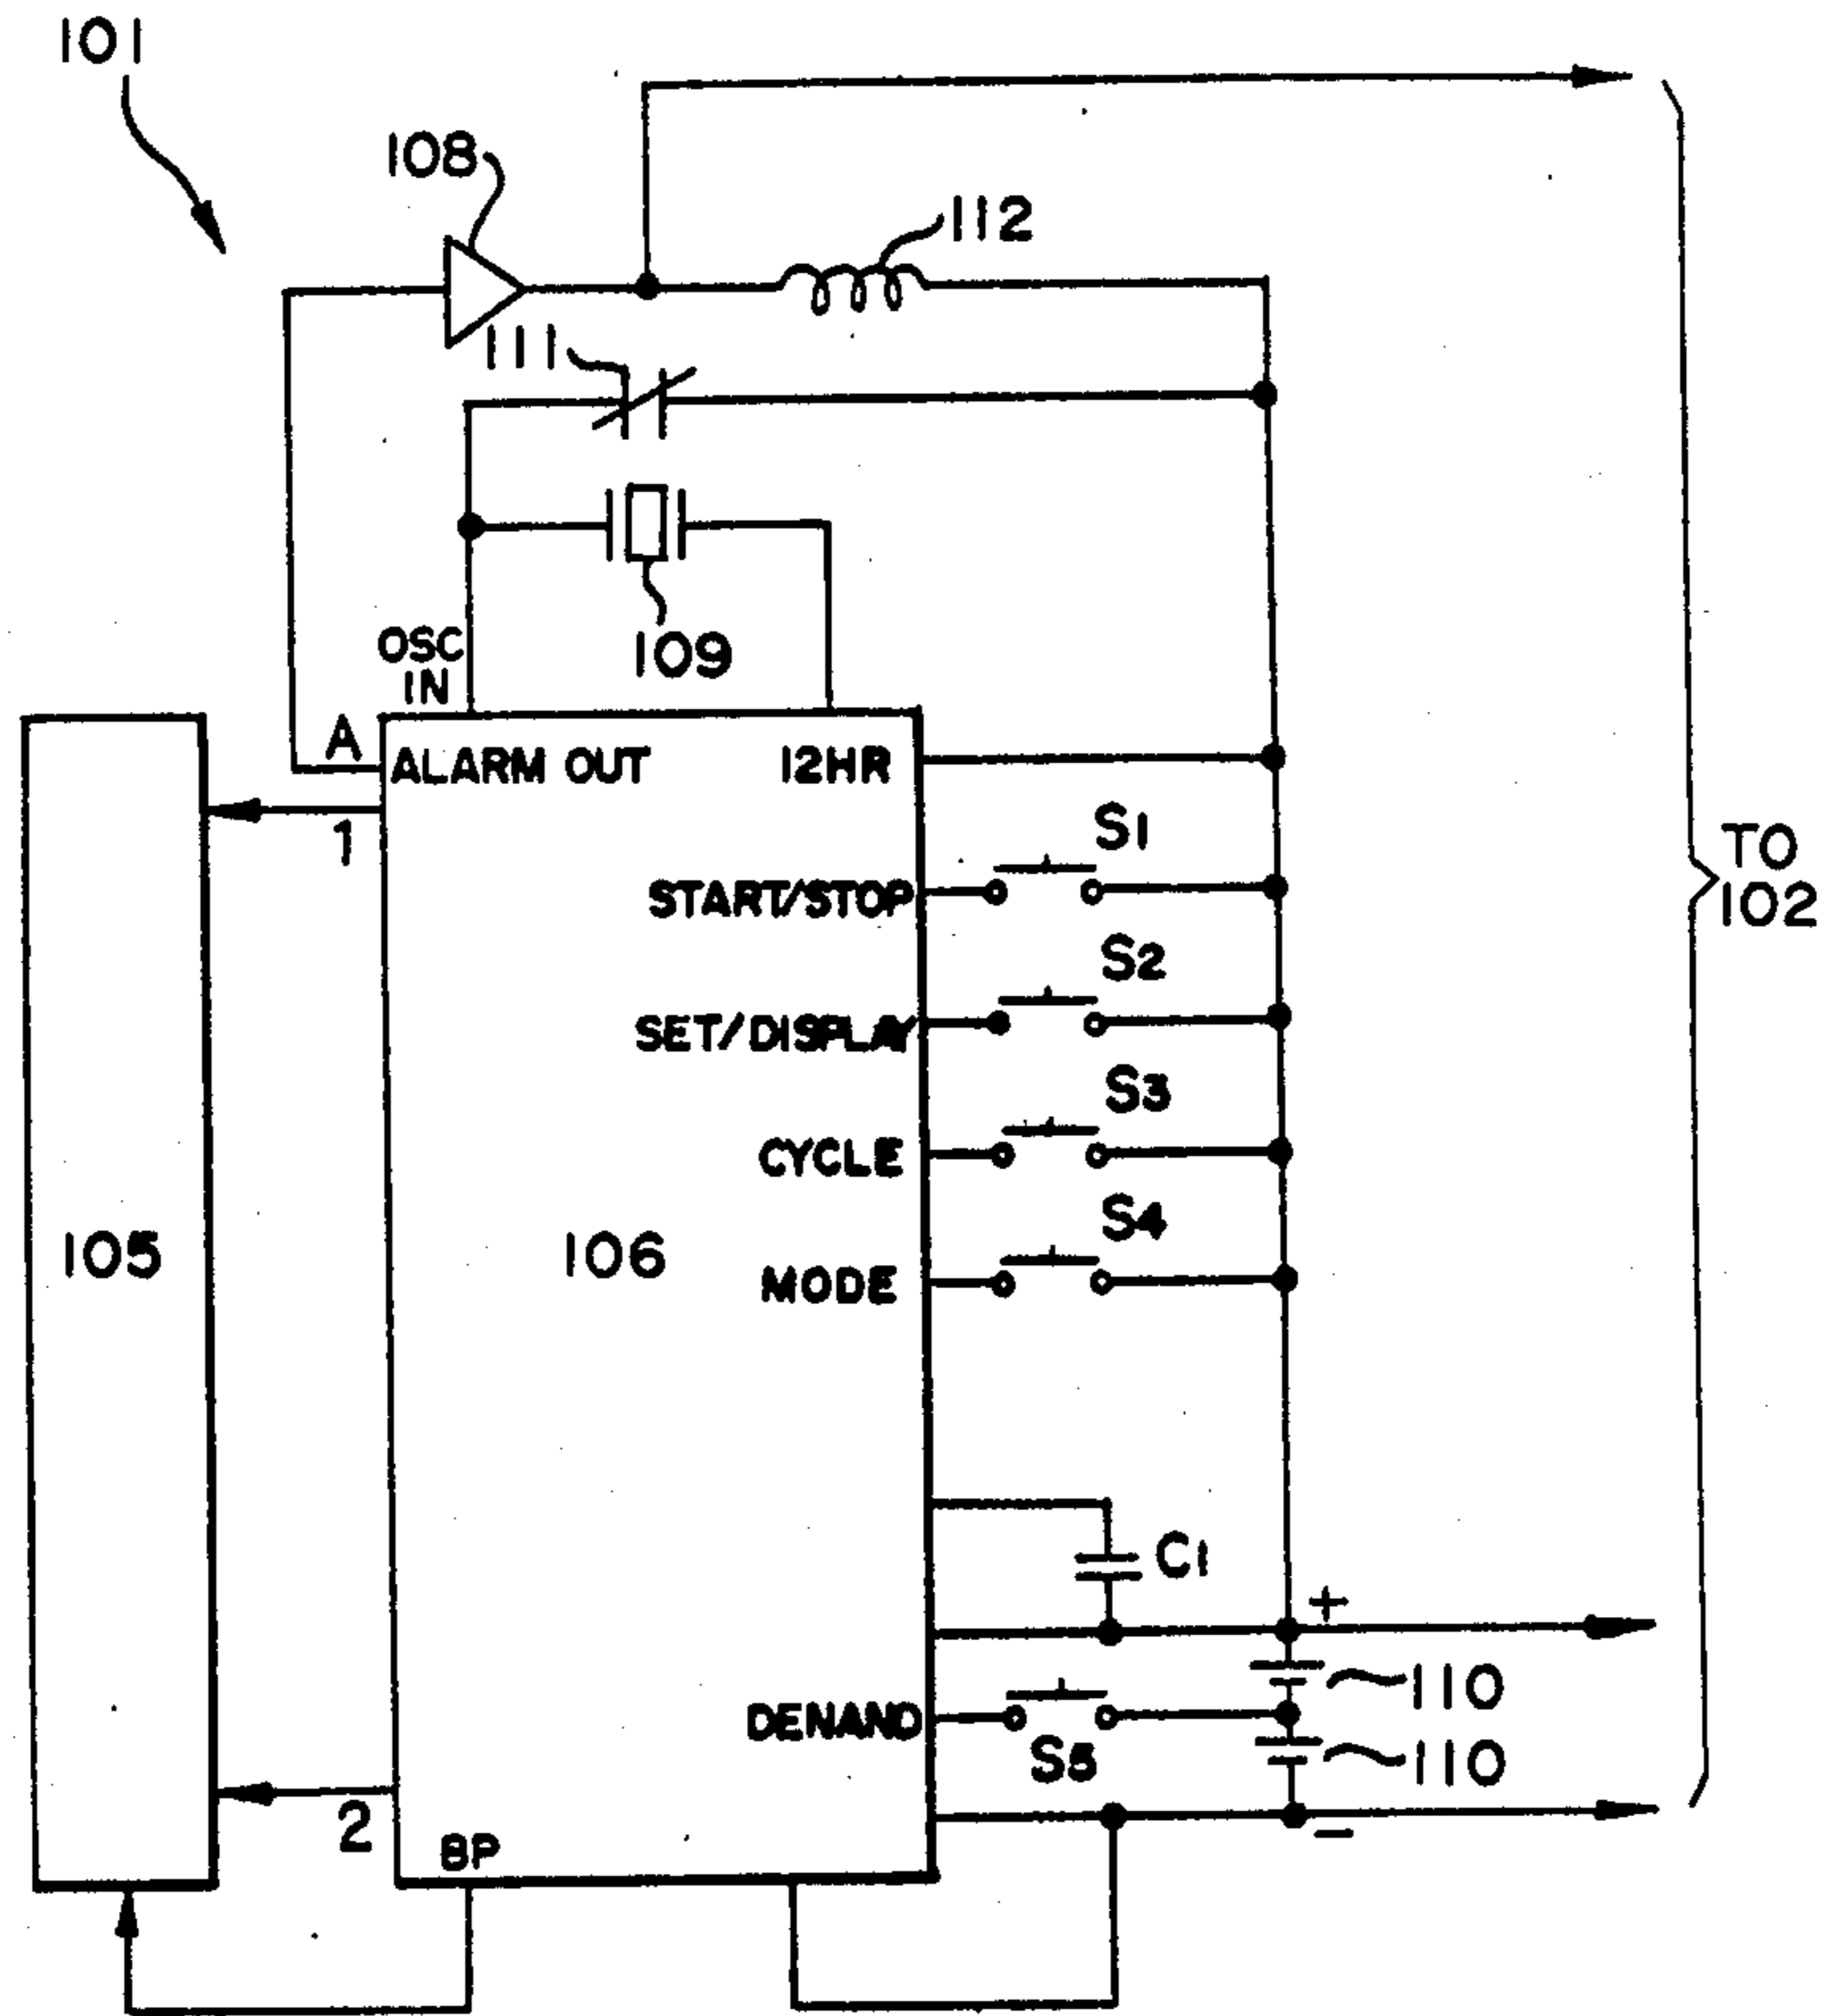 101
108
112
111
109
OSC
IN
A
ALARM OUT
12HR
1
S1
TO
102
START/STOP
S2
SET/DISPLAY
S3
CYCLE
105
106
S4
MODE
C1
+
110
DENAND
S5
110
2
BP
−